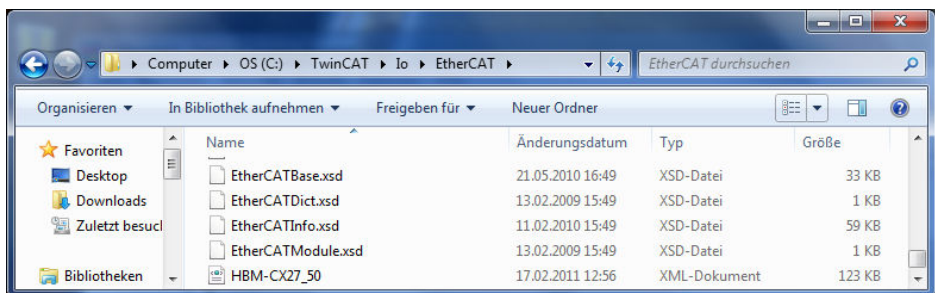 Computer OS (C:) TwinCAT Io EtherCAT EtherCAT durchsuchen
Organisieren In Bibliothek aufnehmen Freigeben für Neuer Ordner
Favoriten
Desktop
Downloads
Zuletzt besucl
Bibliotheken
Name Änderungsdatum Typ Größe
EtherCATBase.xsd 21.05.2010 16:49 XSD-Datei 33 KB
EtherCATDict.xsd 13.02.2009 15:49 XSD-Datei 1 KB
EtherCATInfo.xsd 11.02.2010 15:49 XSD-Datei 59 KB
EtherCATModule.xsd 13.02.2009 15:49 XSD-Datei 1 KB
HBM-CX27_50 17.02.2011 12:56 XML-Dokument 123 KB